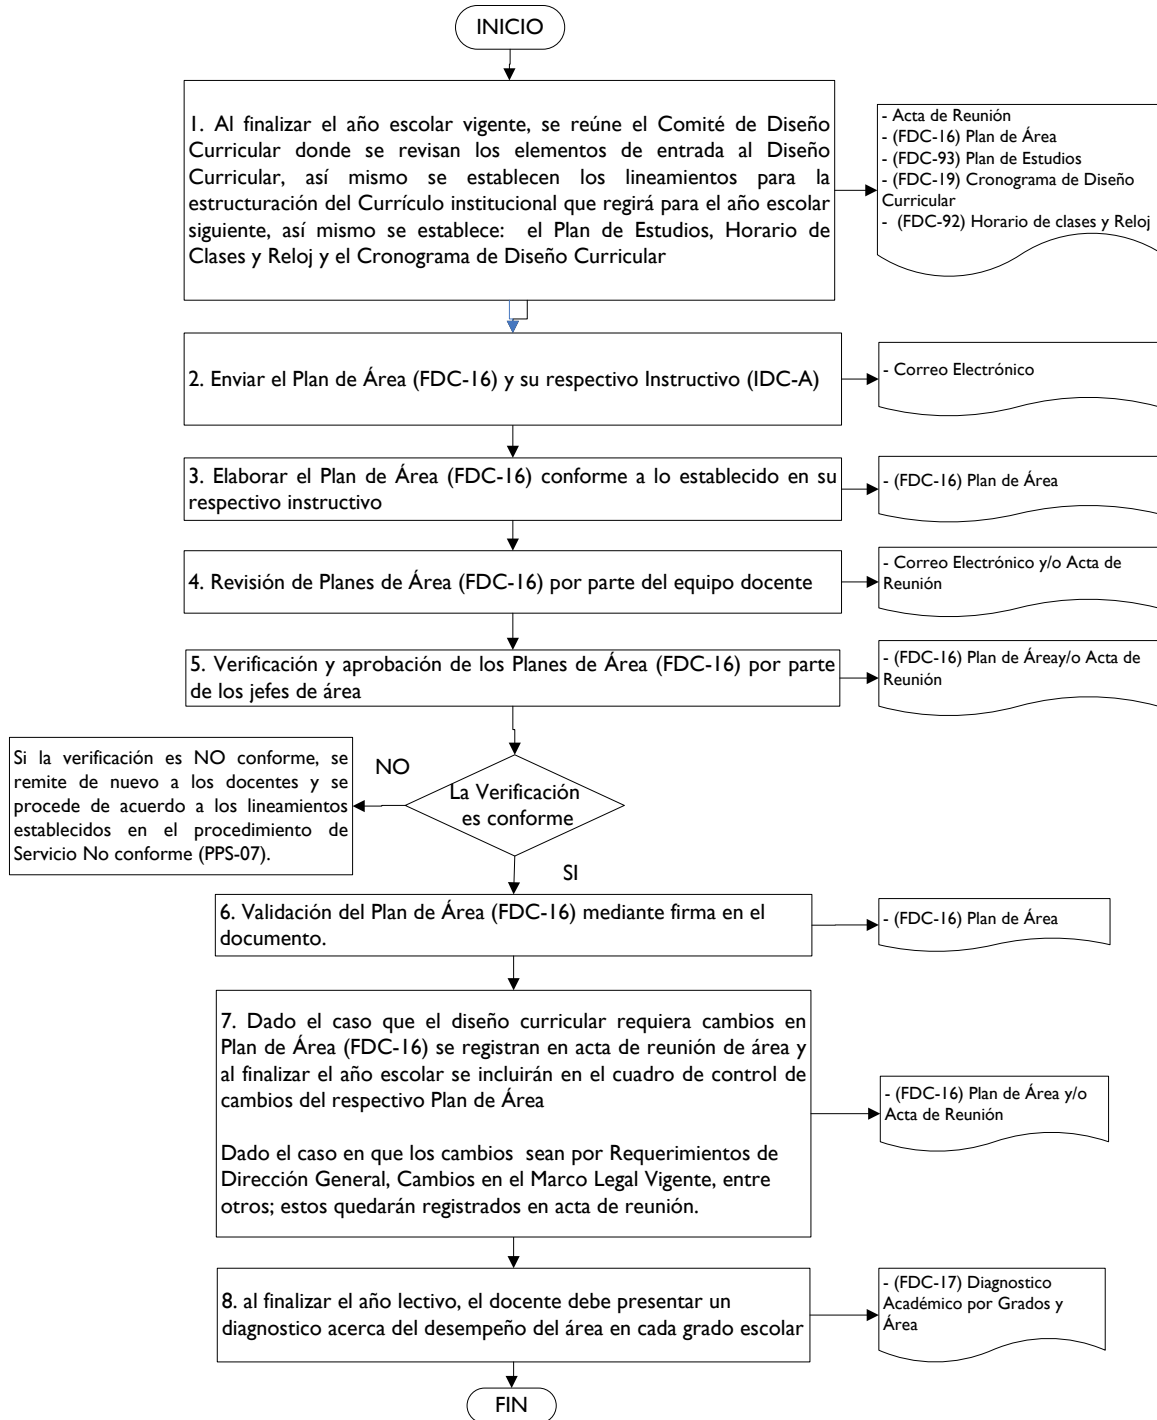 INICIO
1. Al finalizar el año escolar vigente, se reúne el Comité de Diseño
Curricular donde se revisan los elementos de entrada al Diseño
Curricular, así mismo se establecen los lineamientos para la
estructuración del Currículo institucional que regirá para el año escolar
siguiente, así mismo se establece: el Plan de Estudios, Horario de
Clases y Reloj y el Cronograma de Diseño Curricular
- Acta de Reunión
- (FDC-16) Plan de Área
- (FDC-93) Plan de Estudios
- (FDC-19) Cronograma de Diseño
Curricular
- (FDC-92) Horario de clases y Reloj
2. Enviar el Plan de Área (FDC-16) y su respectivo Instructivo (IDC-A)
- Correo Electrónico
3. Elaborar el Plan de Área (FDC-16) conforme a lo establecido en su
respectivo instructivo
- (FDC-16) Plan de Área
4. Revisión de Planes de Área (FDC-16) por parte del equipo docente
- Correo Electrónico y/o Acta de
Reunión
5. Verificación y aprobación de los Planes de Área (FDC-16) por parte
de los jefes de área
- (FDC-16) Plan de Áreay/o Acta de
Reunión
Si la verificación es NO conforme, se
remite de nuevo a los docentes y se
procede de acuerdo a los lineamientos
establecidos en el procedimiento de
Servicio No conforme (PPS-07).
NO
La Verificación
es conforme
SI
6. Validación del Plan de Área (FDC-16) mediante firma en el
documento.
- (FDC-16) Plan de Área
7. Dado el caso que el diseño curricular requiera cambios en
Plan de Área (FDC-16) se registran en acta de reunión de área y
al finalizar el año escolar se incluirán en el cuadro de control de
cambios del respectivo Plan de Área
Dado el caso en que los cambios sean por Requerimientos de
Dirección General, Cambios en el Marco Legal Vigente, entre
otros; estos quedarán registrados en acta de reunión.
- (FDC-16) Plan de Área y/o
Acta de Reunión
8. al finalizar el año lectivo, el docente debe presentar un
diagnostico acerca del desempeño del área en cada grado escolar
- (FDC-17) Diagnostico
Académico por Grados y
Área
FIN